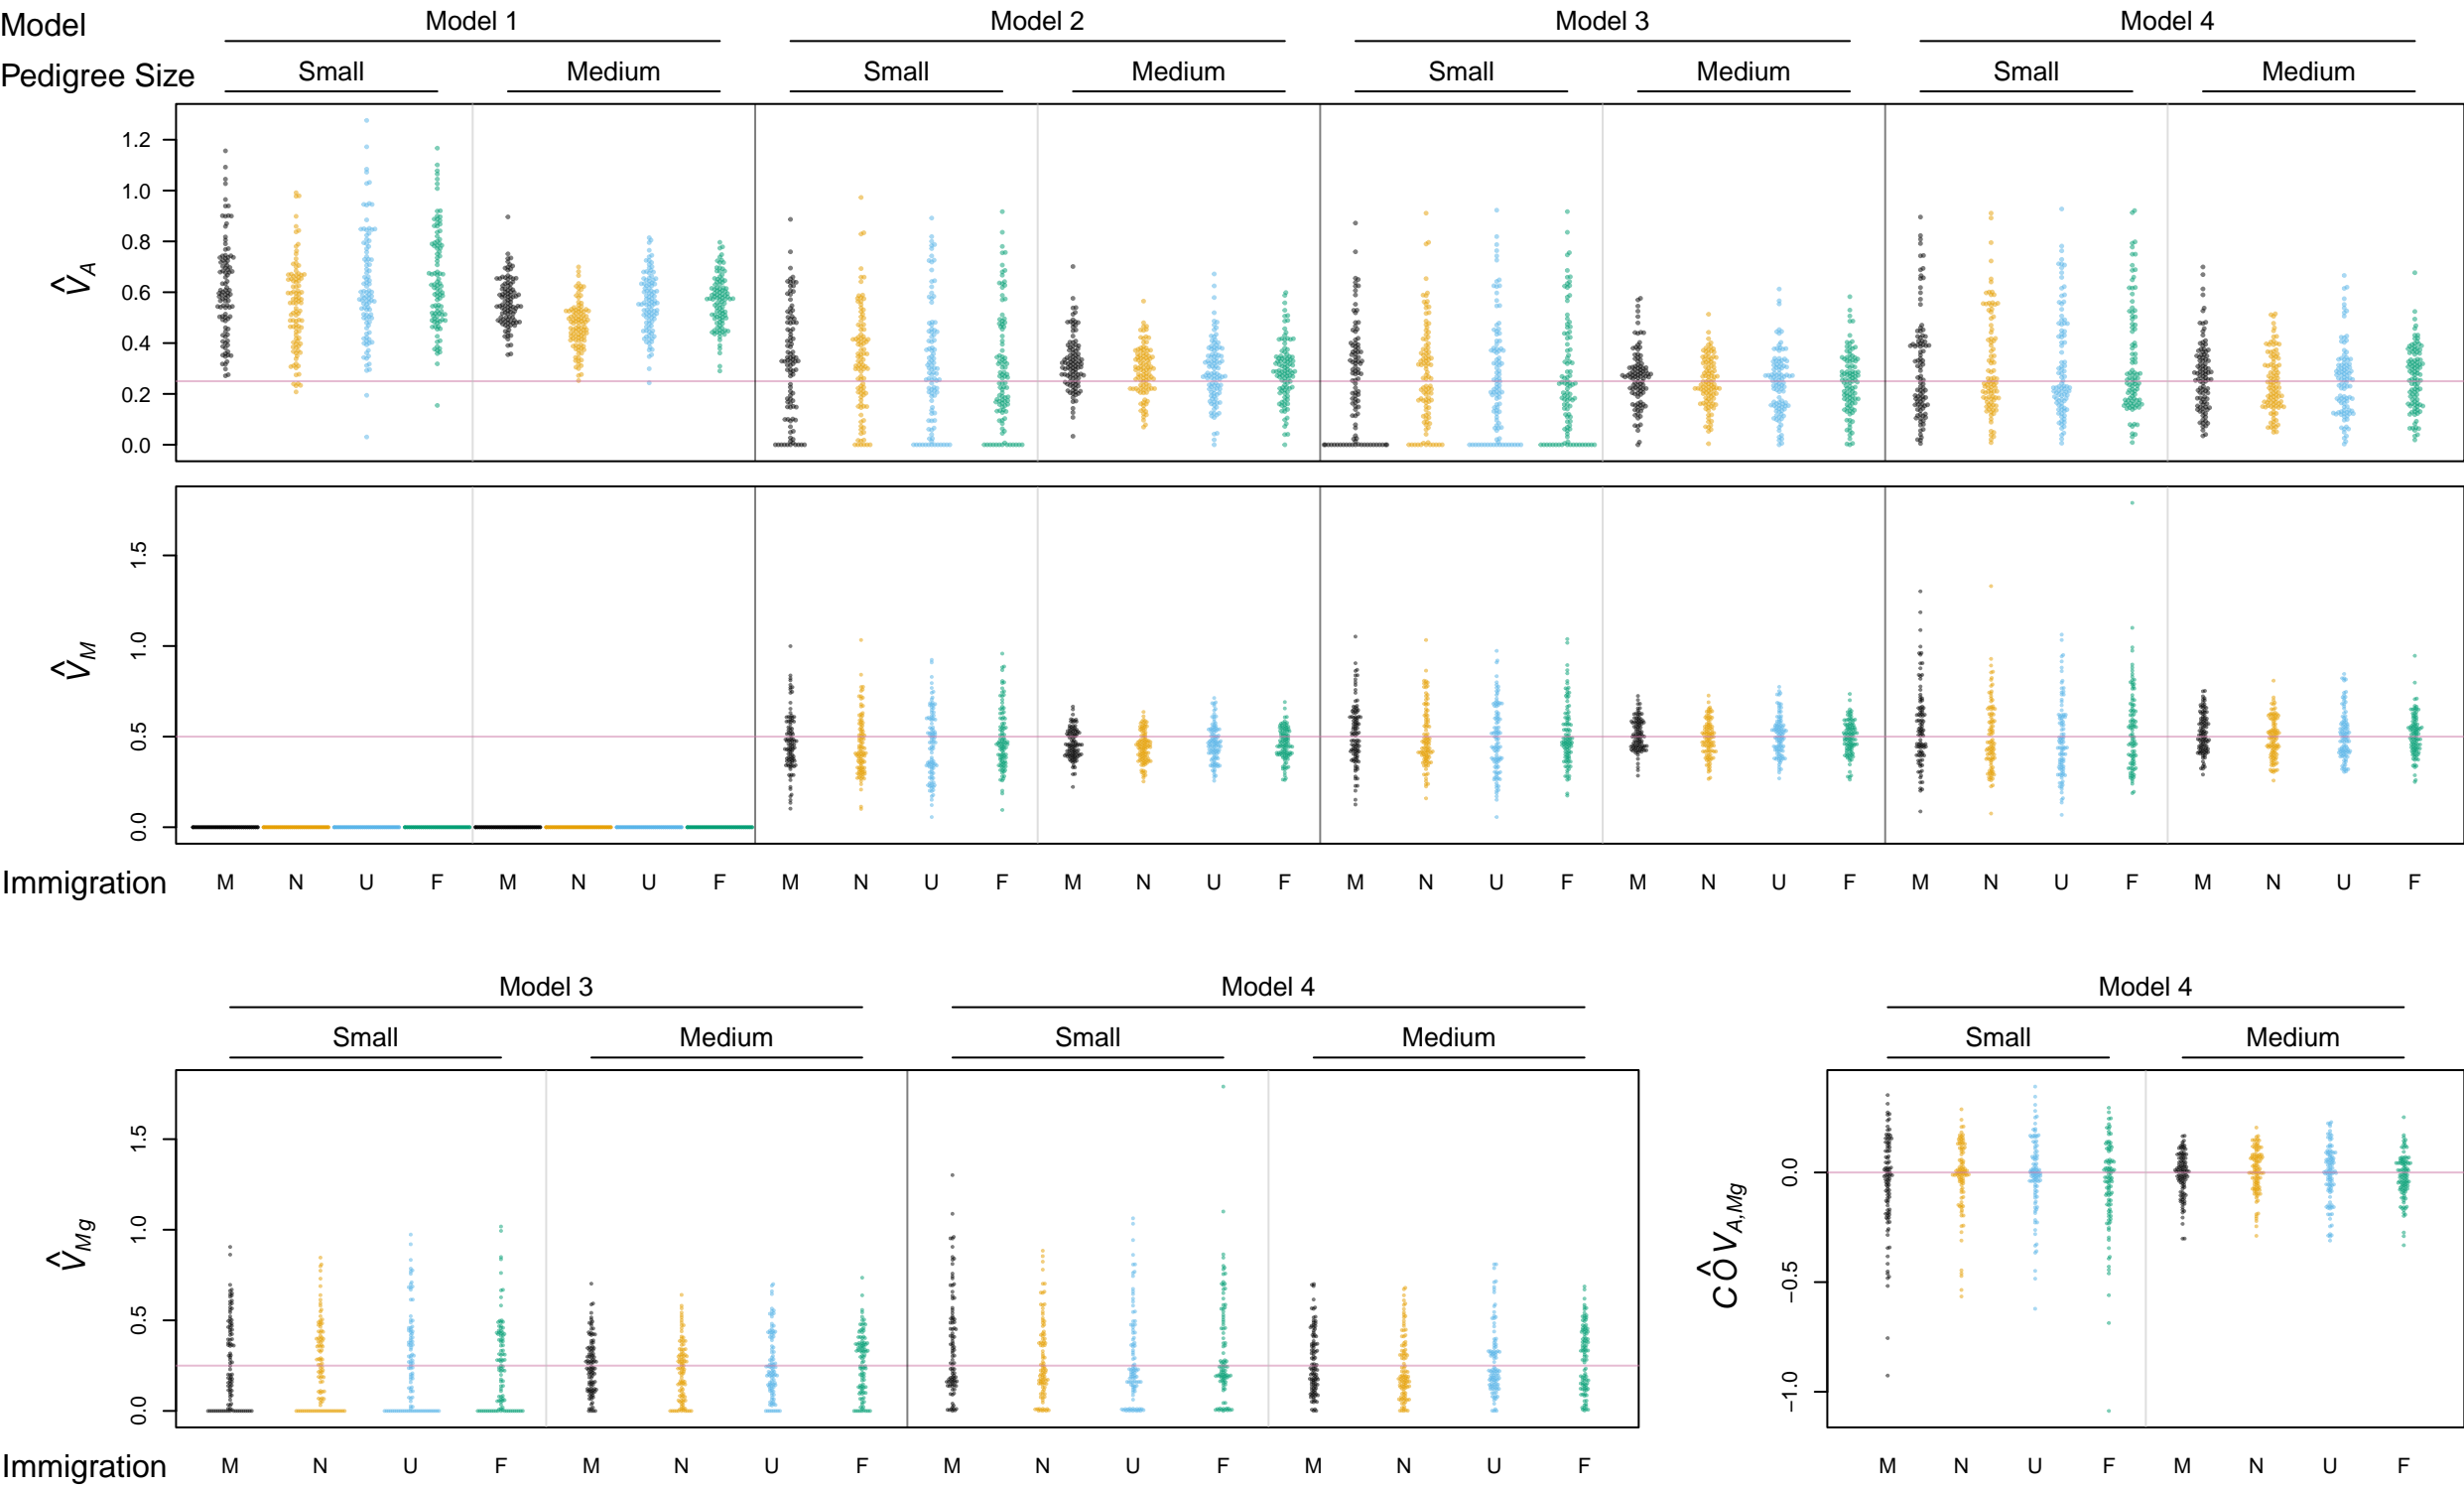 Model Model 1 Model 2 Model 3 Model 4
Pedigree Size Small Medium Small Medium Small Medium Small Medium
1.2
1.0
0.8
0.6
0.4
0.2
0.0
V̂A
1.5
1.0
0.5
0.0
V̂M
Immigration M N U F M N U F M N U F M N U F M N U F M N U F M N U F M N U F
Model 3 Model 4
Small Medium Small Medium
1.5
1.0
0.5
0.0
V̂Mg
Immigration M N U F M N U F M N U F M N U F
Model 4
Small Medium
0.0
−0.5
−1.0
CÔVA,Mg
M N U F M N U F